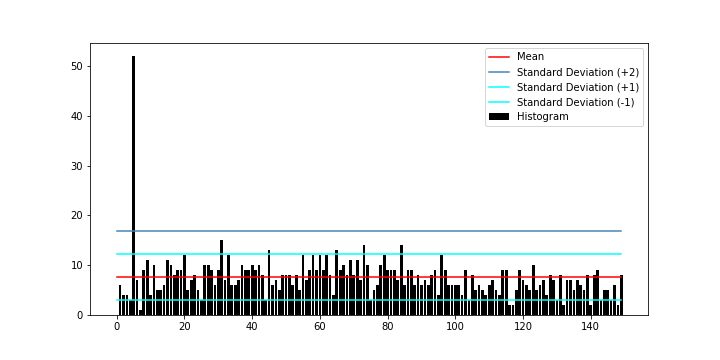 Mean
Standard Deviation (+2)
Standard Deviation (+1)
Standard Deviation (-1)
Histogram
50
40
30
20
10
0
0 20 40 60 80 100 120 140